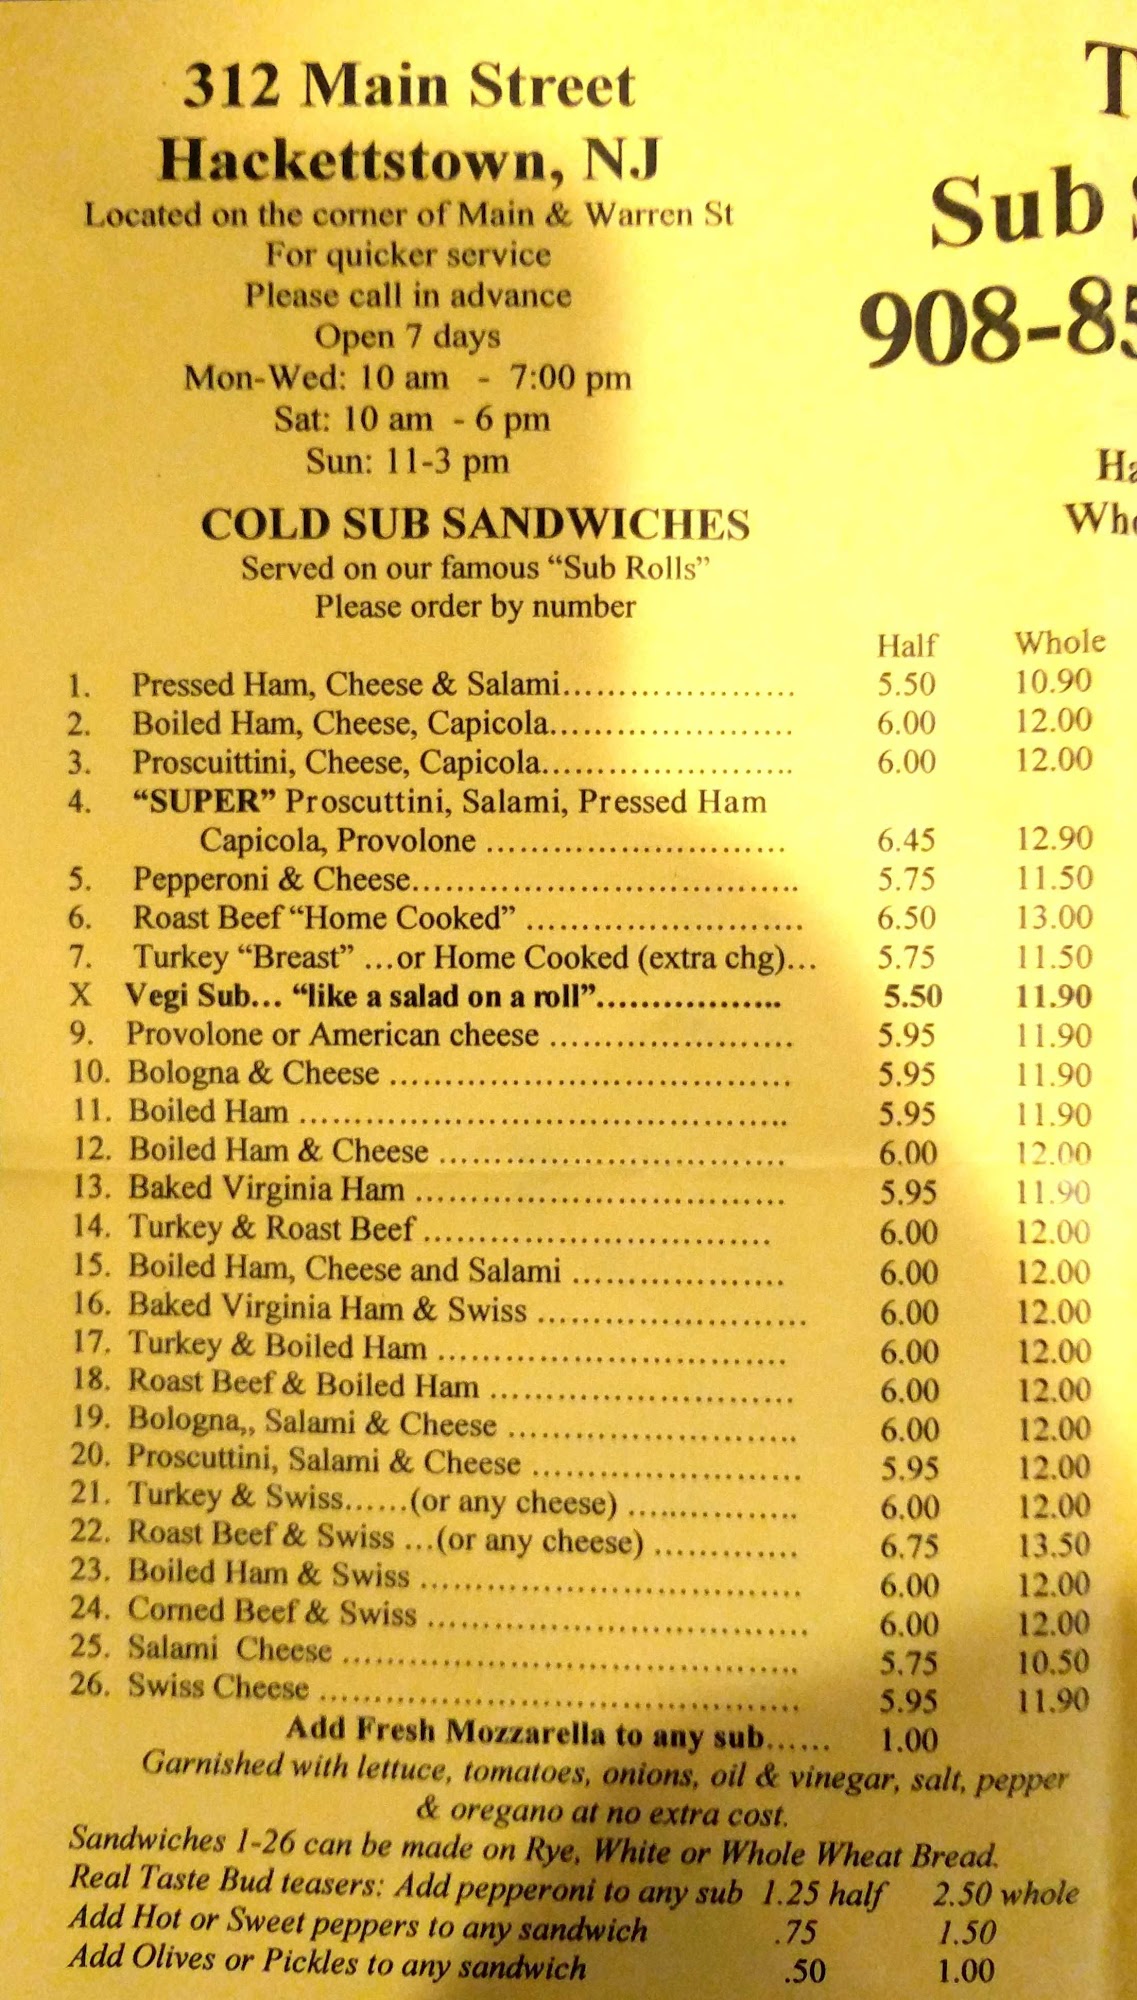 312 Main Street
Hackettstown, NJ
Located on the corner of Main & Warren St
For quicker service
Please call in advance
Open 7 days
Mon-Wed: 10 am - 7:00 pm
Sat: 10 am - 6 pm
Sun: 11-3 pm
T
Sub
908-85
Ha
Who
COLD SUB SANDWICHES
Served on our famous “Sub Rolls”
Please order by number
Half Whole
1. Pressed Ham, Cheese & Salami..................... 5.50 10.90
2. Boiled Ham, Cheese, Capicola...................... 6.00 12.00
3. Proscuittini, Cheese, Capicola....................... 6.00 12.00
4. “SUPER” Proscuttini, Salami, Pressed Ham
Capicola, Provolone ........................... 6.45 12.90
5. Pepperoni & Cheese................................... 5.75 11.50
6. Roast Beef “Home Cooked” ......................... 6.50 13.00
7. Turkey “Breast” ...or Home Cooked (extra chg)... 5.75 11.50
X Vegi Sub... “like a salad on a roll”................. 5.50 11.90
9. Provolone or American cheese ...................... 5.95 11.90
10. Bologna & Cheese .................................... 5.95 11.90
11. Boiled Ham ............................................ 5.95 11.90
12. Boiled Ham & Cheese ............................... 6.00 12.00
13. Baked Virginia Ham ................................. 5.95 11.90
14. Turkey & Roast Beef ............................... 6.00 12.00
15. Boiled Ham, Cheese and Salami ................... 6.00 12.00
16. Baked Virginia Ham & Swiss ........................ 6.00 12.00
17. Turkey & Boiled Ham ................................ 6.00 12.00
18. Roast Beef & Boiled Ham ........................... 6.00 12.00
19. Bologna,, Salami & Cheese .......................... 6.00 12.00
20. Proscuttini, Salami & Cheese ........................ 5.95 12.00
21. Turkey & Swiss......(or any cheese) ................ 6.00 12.00
22. Roast Beef & Swiss ...(or any cheese) ............. 6.75 13.50
23. Boiled Ham & Swiss .................................. 6.00 12.00
24. Corned Beef & Swiss .................................. 6.00 12.00
25. Salami Cheese ......................................... 5.75 10.50
26. Swiss Cheese ........................................... 5.95 11.90
Add Fresh Mozzarella to any sub...... 1.00
Garnished with lettuce, tomatoes, onions, oil & vinegar, salt, pepper
& oregano at no extra cost.
Sandwiches 1-26 can be made on Rye, White or Whole Wheat Bread.
Real Taste Bud teasers: Add pepperoni to any sub 1.25 half 2.50 whole
Add Hot or Sweet peppers to any sandwich .75 1.50
Add Olives or Pickles to any sandwich .50 1.00